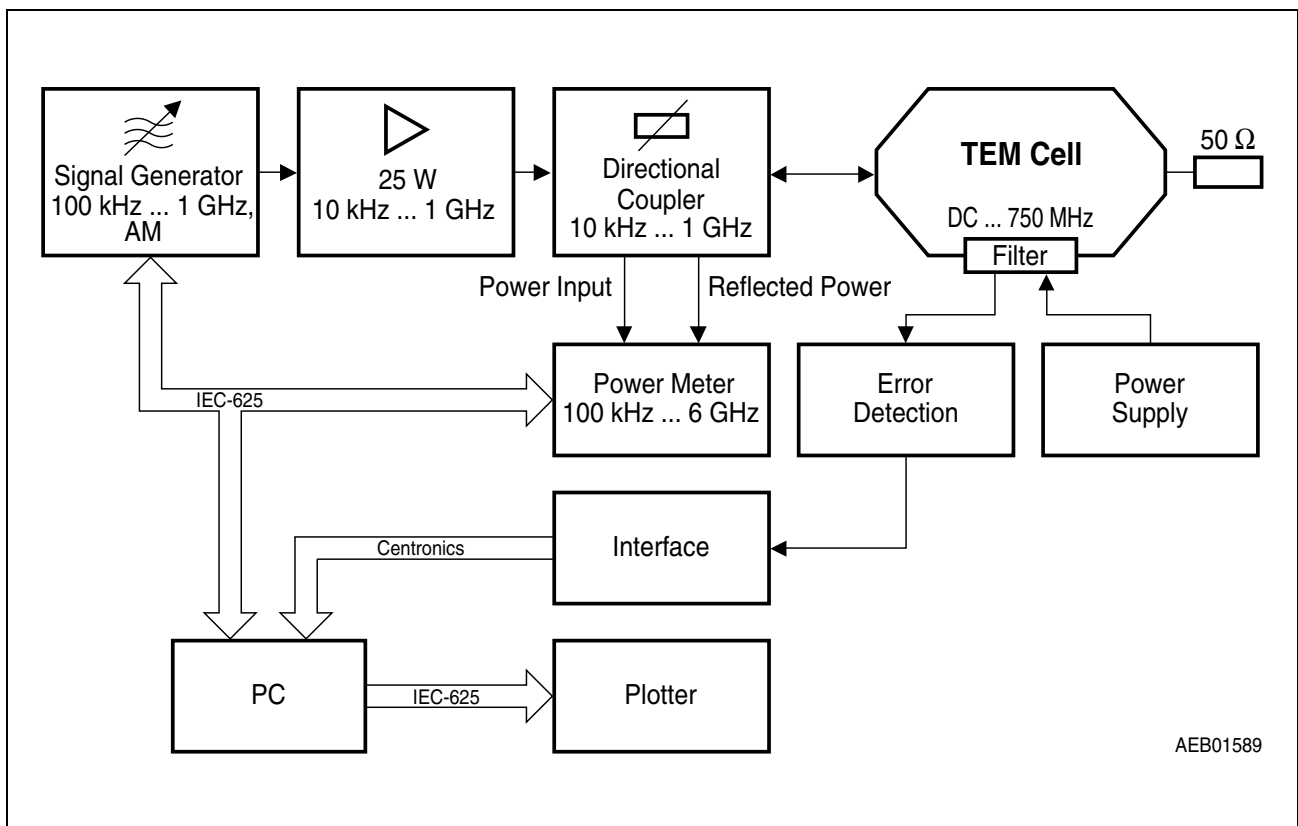 Signal Generator
100 kHz ... 1 GHz,
AM
25 W
10 kHz ... 1 GHz
Directional
Coupler
10 kHz ... 1 GHz
TEM Cell
DC ... 750 MHz
Filter
50 Ω
Power Input
Reflected Power
Power Meter
100 kHz ... 6 GHz
Error
Detection
Power
Supply
IEC-625
Centronics
Interface
PC
IEC-625
Plotter
AEB01589